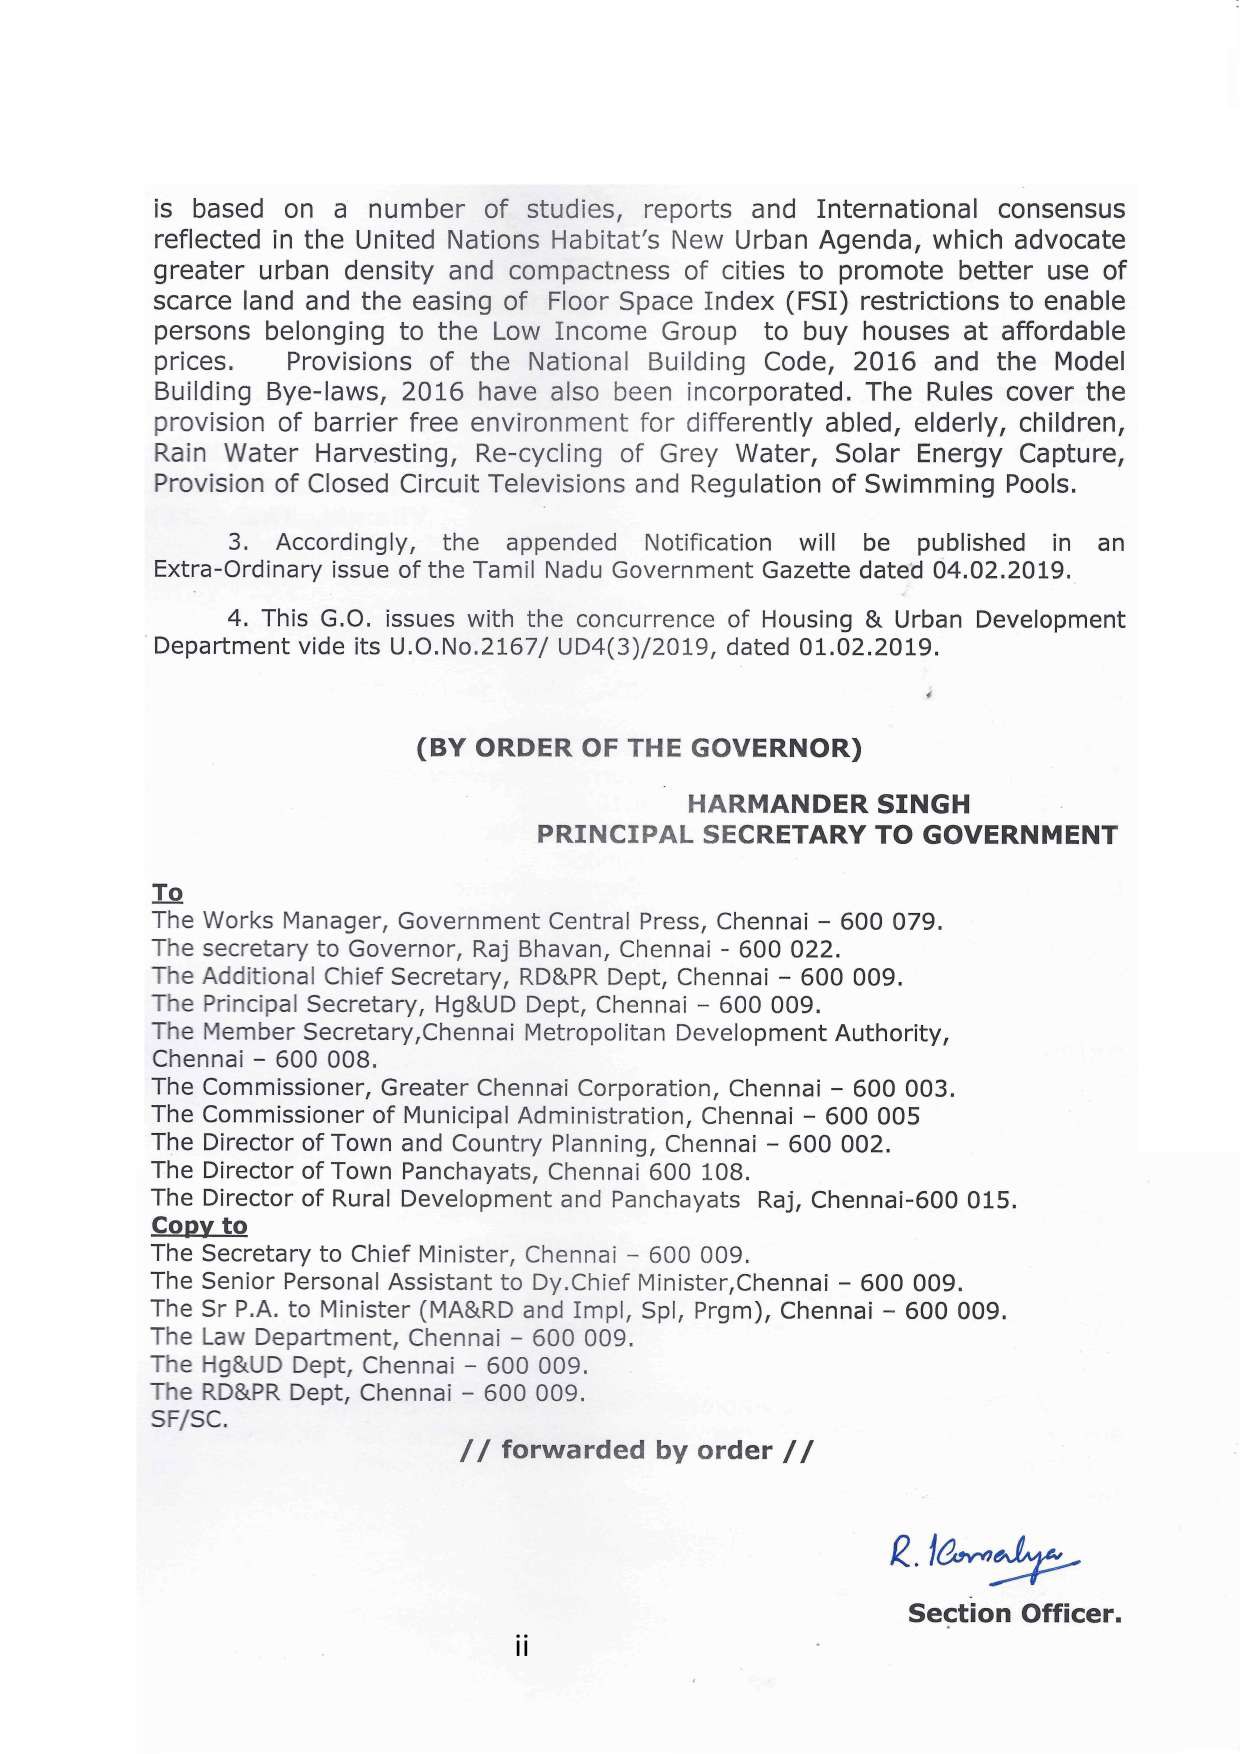 is based on a number of studies, reports and International consensus
reflected in the United Nations Habitat's New Urban Agenda, which advocate
greater urban density and compactness of cities to promote better use of
scarce land and the easing of Floor Space Index (FSI) restrictions to enable
persons belonging to the Low Income Group to buy houses at affordable
prices. Provisions of the National Building Code, 2016 and the Model
Building Bye-laws, 2016 have also been incorporated. The Rules cover the
provision of barrier free environment for differently abled, elderly, children,
Rain Water Harvesting, Re-cycling of Grey Water, Solar Energy Capture,
Provision of Closed Circuit Televisions and Regulation of Swimming Pools.
3. Accordingly, the appended Notification will be published in an
Extra-Ordinary issue of the Tamil Nadu Government Gazette dated 04.02.2019.
4. This G.O. issues with the concurrence of Housing & Urban Development
Department vide its U.O.No.2167/ UD4(3)/2019, dated 01.02.2019.
(BY ORDER OF THE GOVERNOR)
HARMANDER SINGH
PRINCIPAL SECRETARY TO GOVERNMENT
To
The Works Manager, Government Central Press, Chennai – 600 079.
The secretary to Governor, Raj Bhavan, Chennai - 600 022.
The Additional Chief Secretary, RD&PR Dept, Chennai – 600 009.
The Principal Secretary, Hg&UD Dept, Chennai – 600 009.
The Member Secretary,Chennai Metropolitan Development Authority,
Chennai – 600 008.
The Commissioner, Greater Chennai Corporation, Chennai – 600 003.
The Commissioner of Municipal Administration, Chennai – 600 005
The Director of Town and Country Planning, Chennai – 600 002.
The Director of Town Panchayats, Chennai 600 108.
The Director of Rural Development and Panchayats Raj, Chennai-600 015.
Copy to
The Secretary to Chief Minister, Chennai – 600 009.
The Senior Personal Assistant to Dy.Chief Minister,Chennai – 600 009.
The Sr P.A. to Minister (MA&RD and Impl, Spl, Prgm), Chennai – 600 009.
The Law Department, Chennai – 600 009.
The Hg&UD Dept, Chennai – 600 009.
The RD&PR Dept, Chennai – 600 009.
SF/SC.
// forwarded by order //
R.
Section Officer.
ii